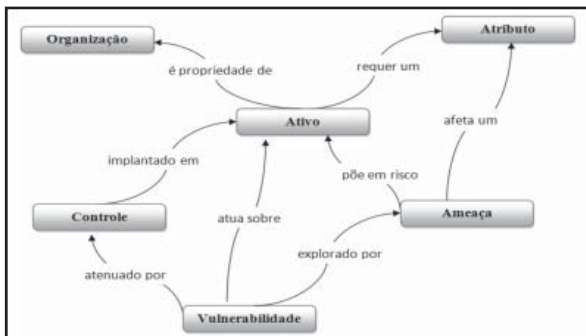 Organização
Atributo
é propriedade de
requer um
Ativo
afeta um
implantado em
põe em risco
Controle
atua sobre
Ameaça
explorado por
atenuado por
Vulnerabilidade